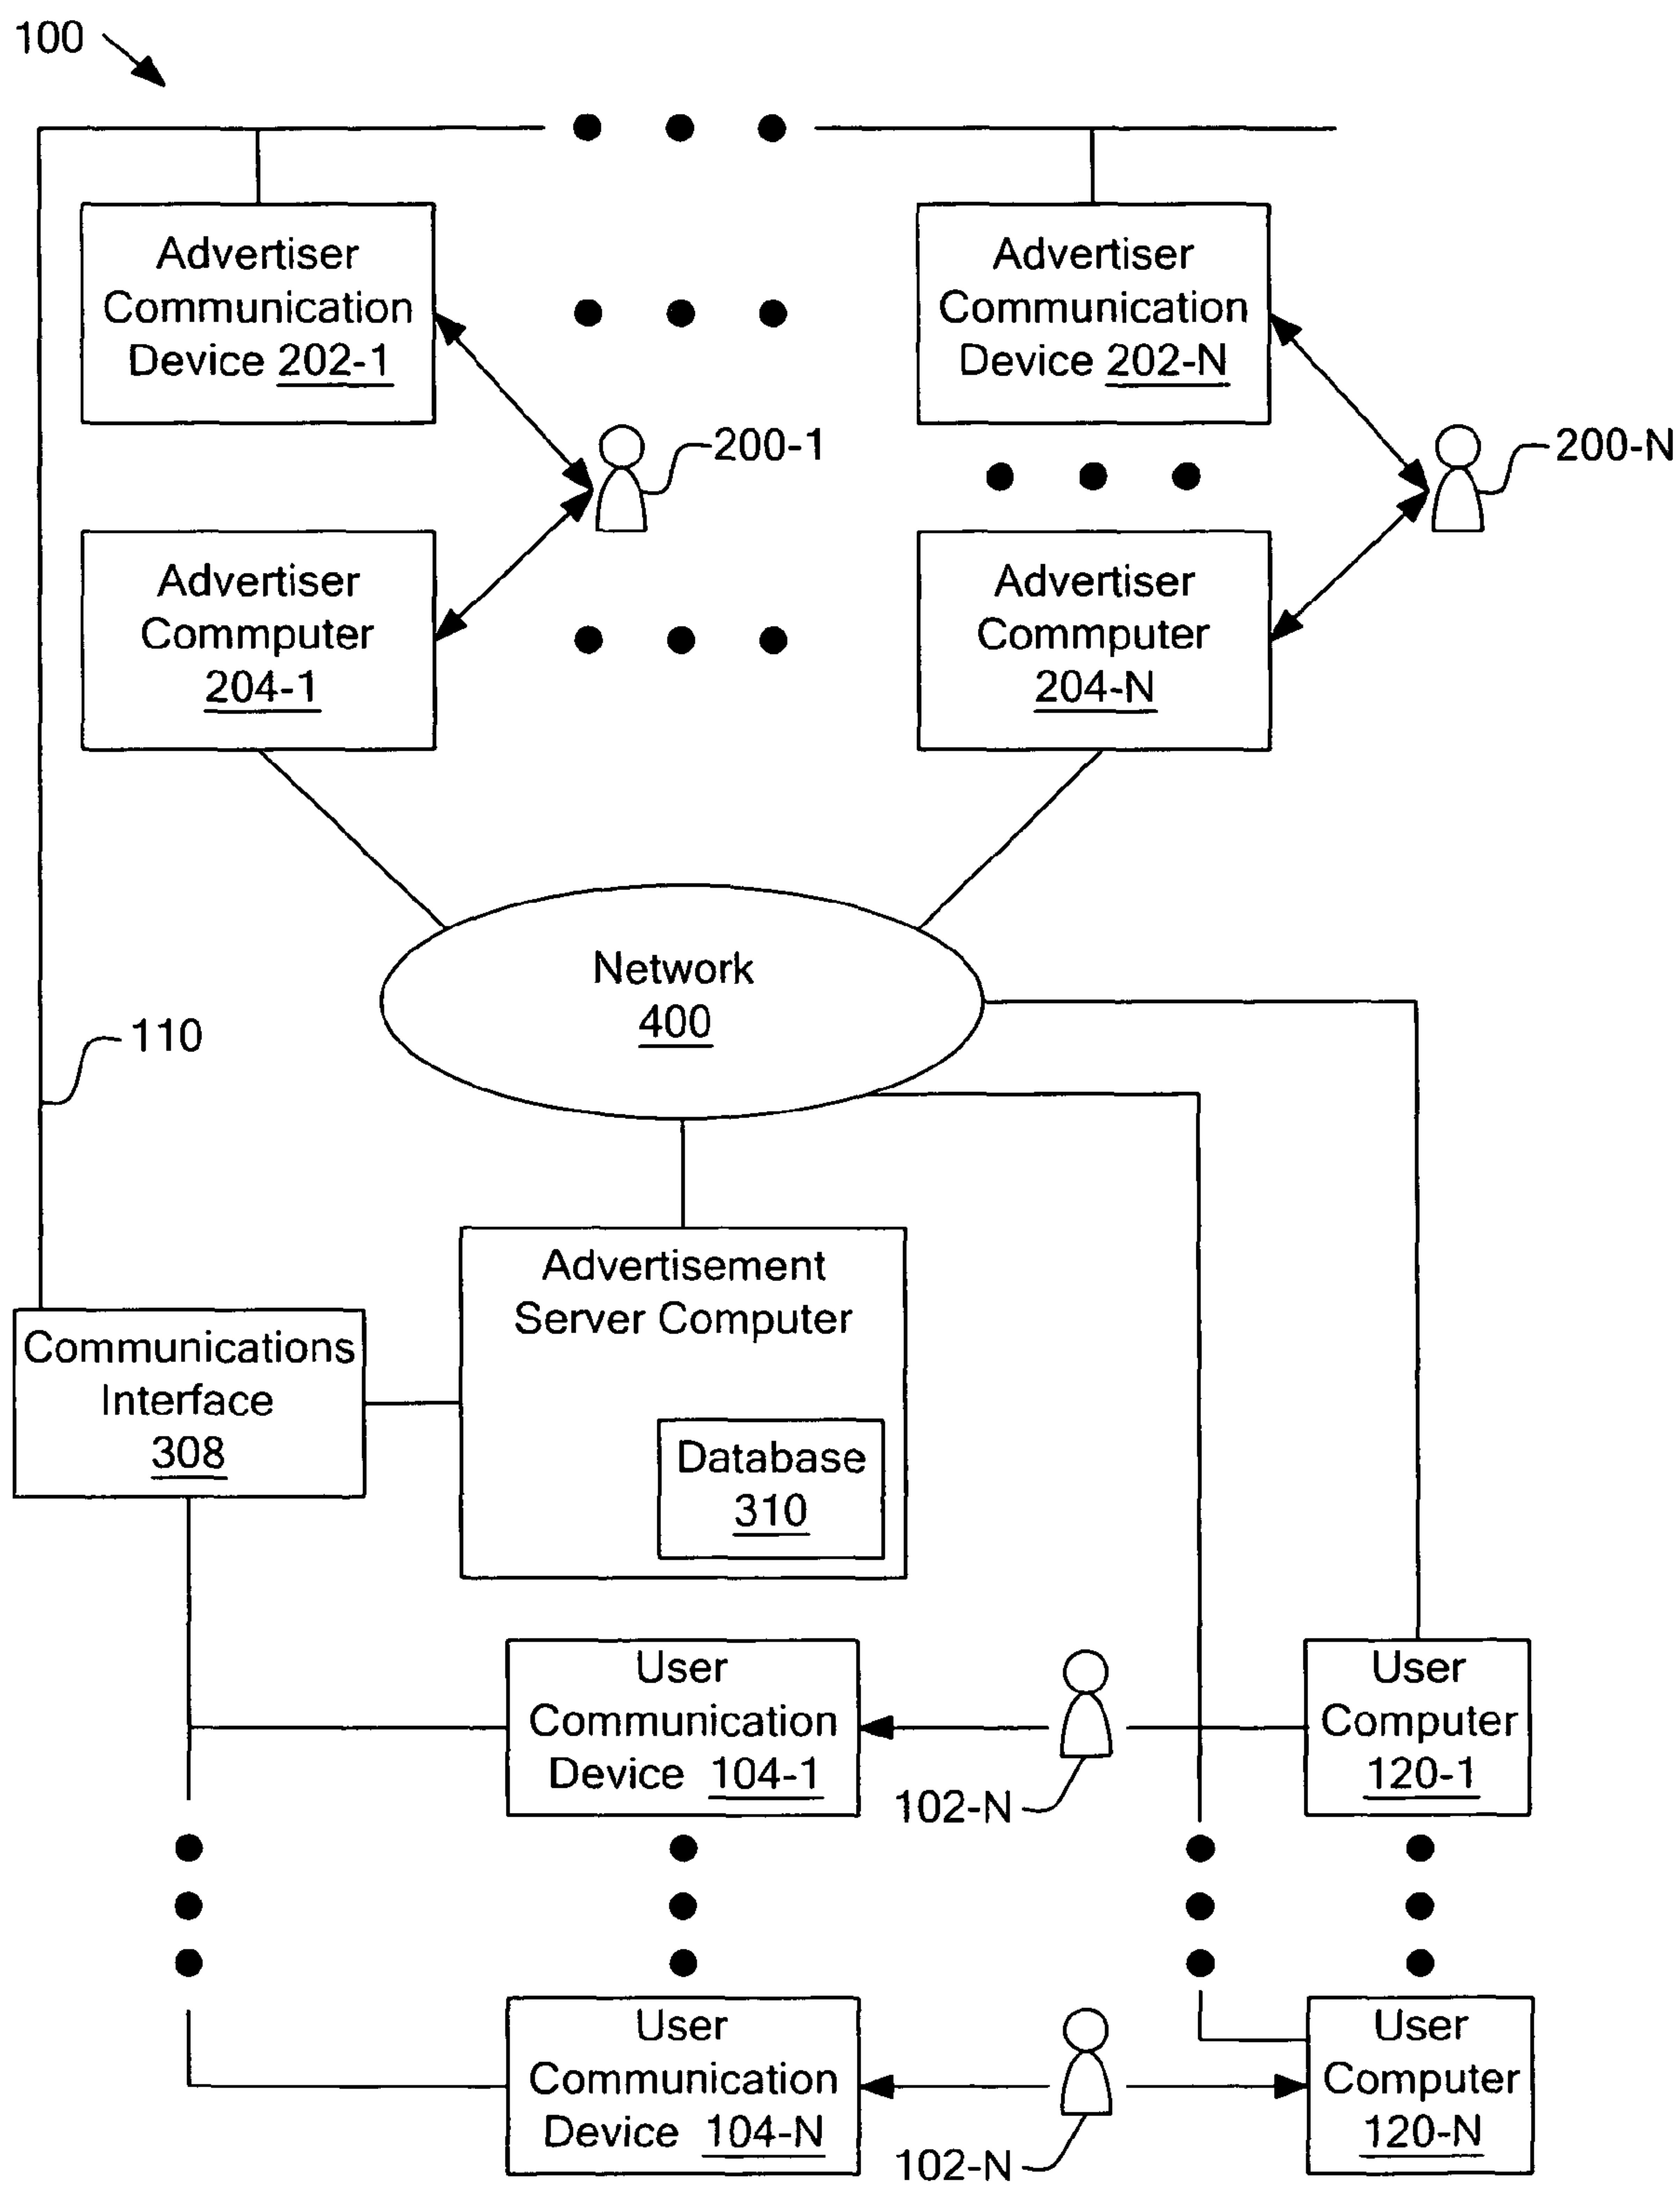 100
Advertiser
Communication
Device 202-1
Advertiser
Communication
Device 202-N
200-1
200-N
Advertiser
Commputer
204-1
Advertiser
Commputer
204-N
Network
400
110
Advertisement
Server Computer
Communications
Interface
308
Database
310
User
Communication
Device 104-1
102-N
User
Computer
120-1
User
Communication
Device 104-N
102-N
User
Computer
120-N